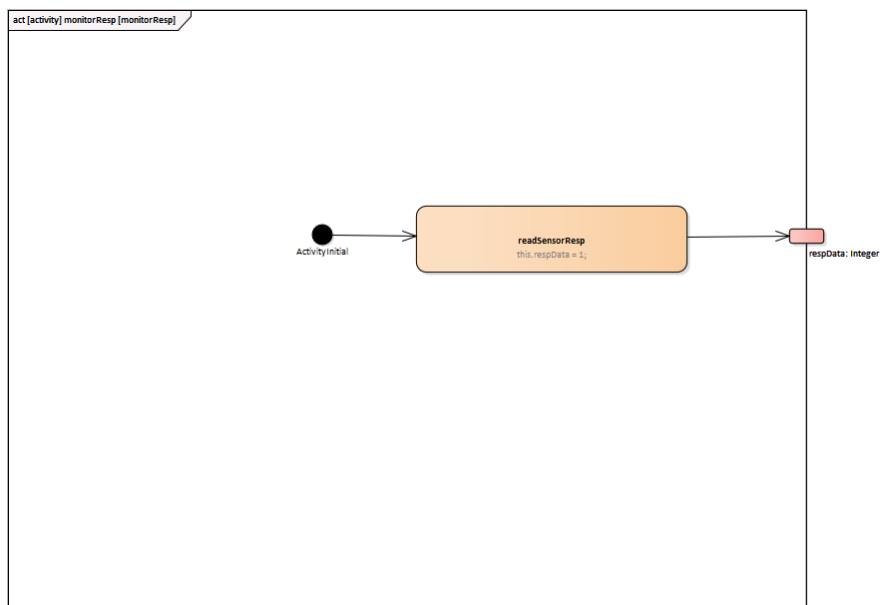 act [activity] monitorResp [monitorResp]
readSensorResp
this.respData = 1;
ActivityInitial
respData: Integer